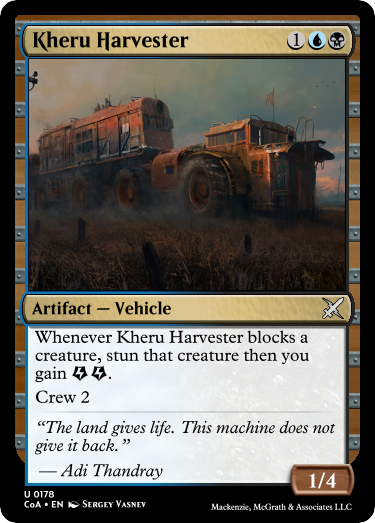 Kheru Harvester 1
Artifact — Vehicle
Whenever Kheru Harvester blocks a
creature, stun that creature then you
gain .
Crew 2
“The land gives life. This machine does not
give it back.”
— Adi Thandray
1/4
U 0178
CoA • EN Sergey Vasnev
Mackenzie, McGrath & Associates LLC